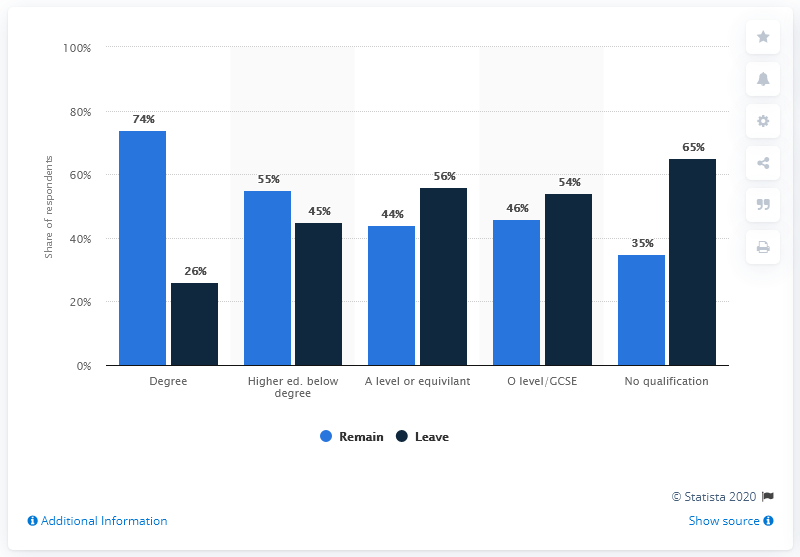 100%
80%
60%
40%
20%
0%
Share of respondents
74%
26%
55%
45%
44%
56%
46%
54%
35%
65%
Degree
Higher ed. below
degree
A level or equivilant
O level/GCSE
No qualification
Remain
Leave
© Statista 2020
Additional Information
Show source